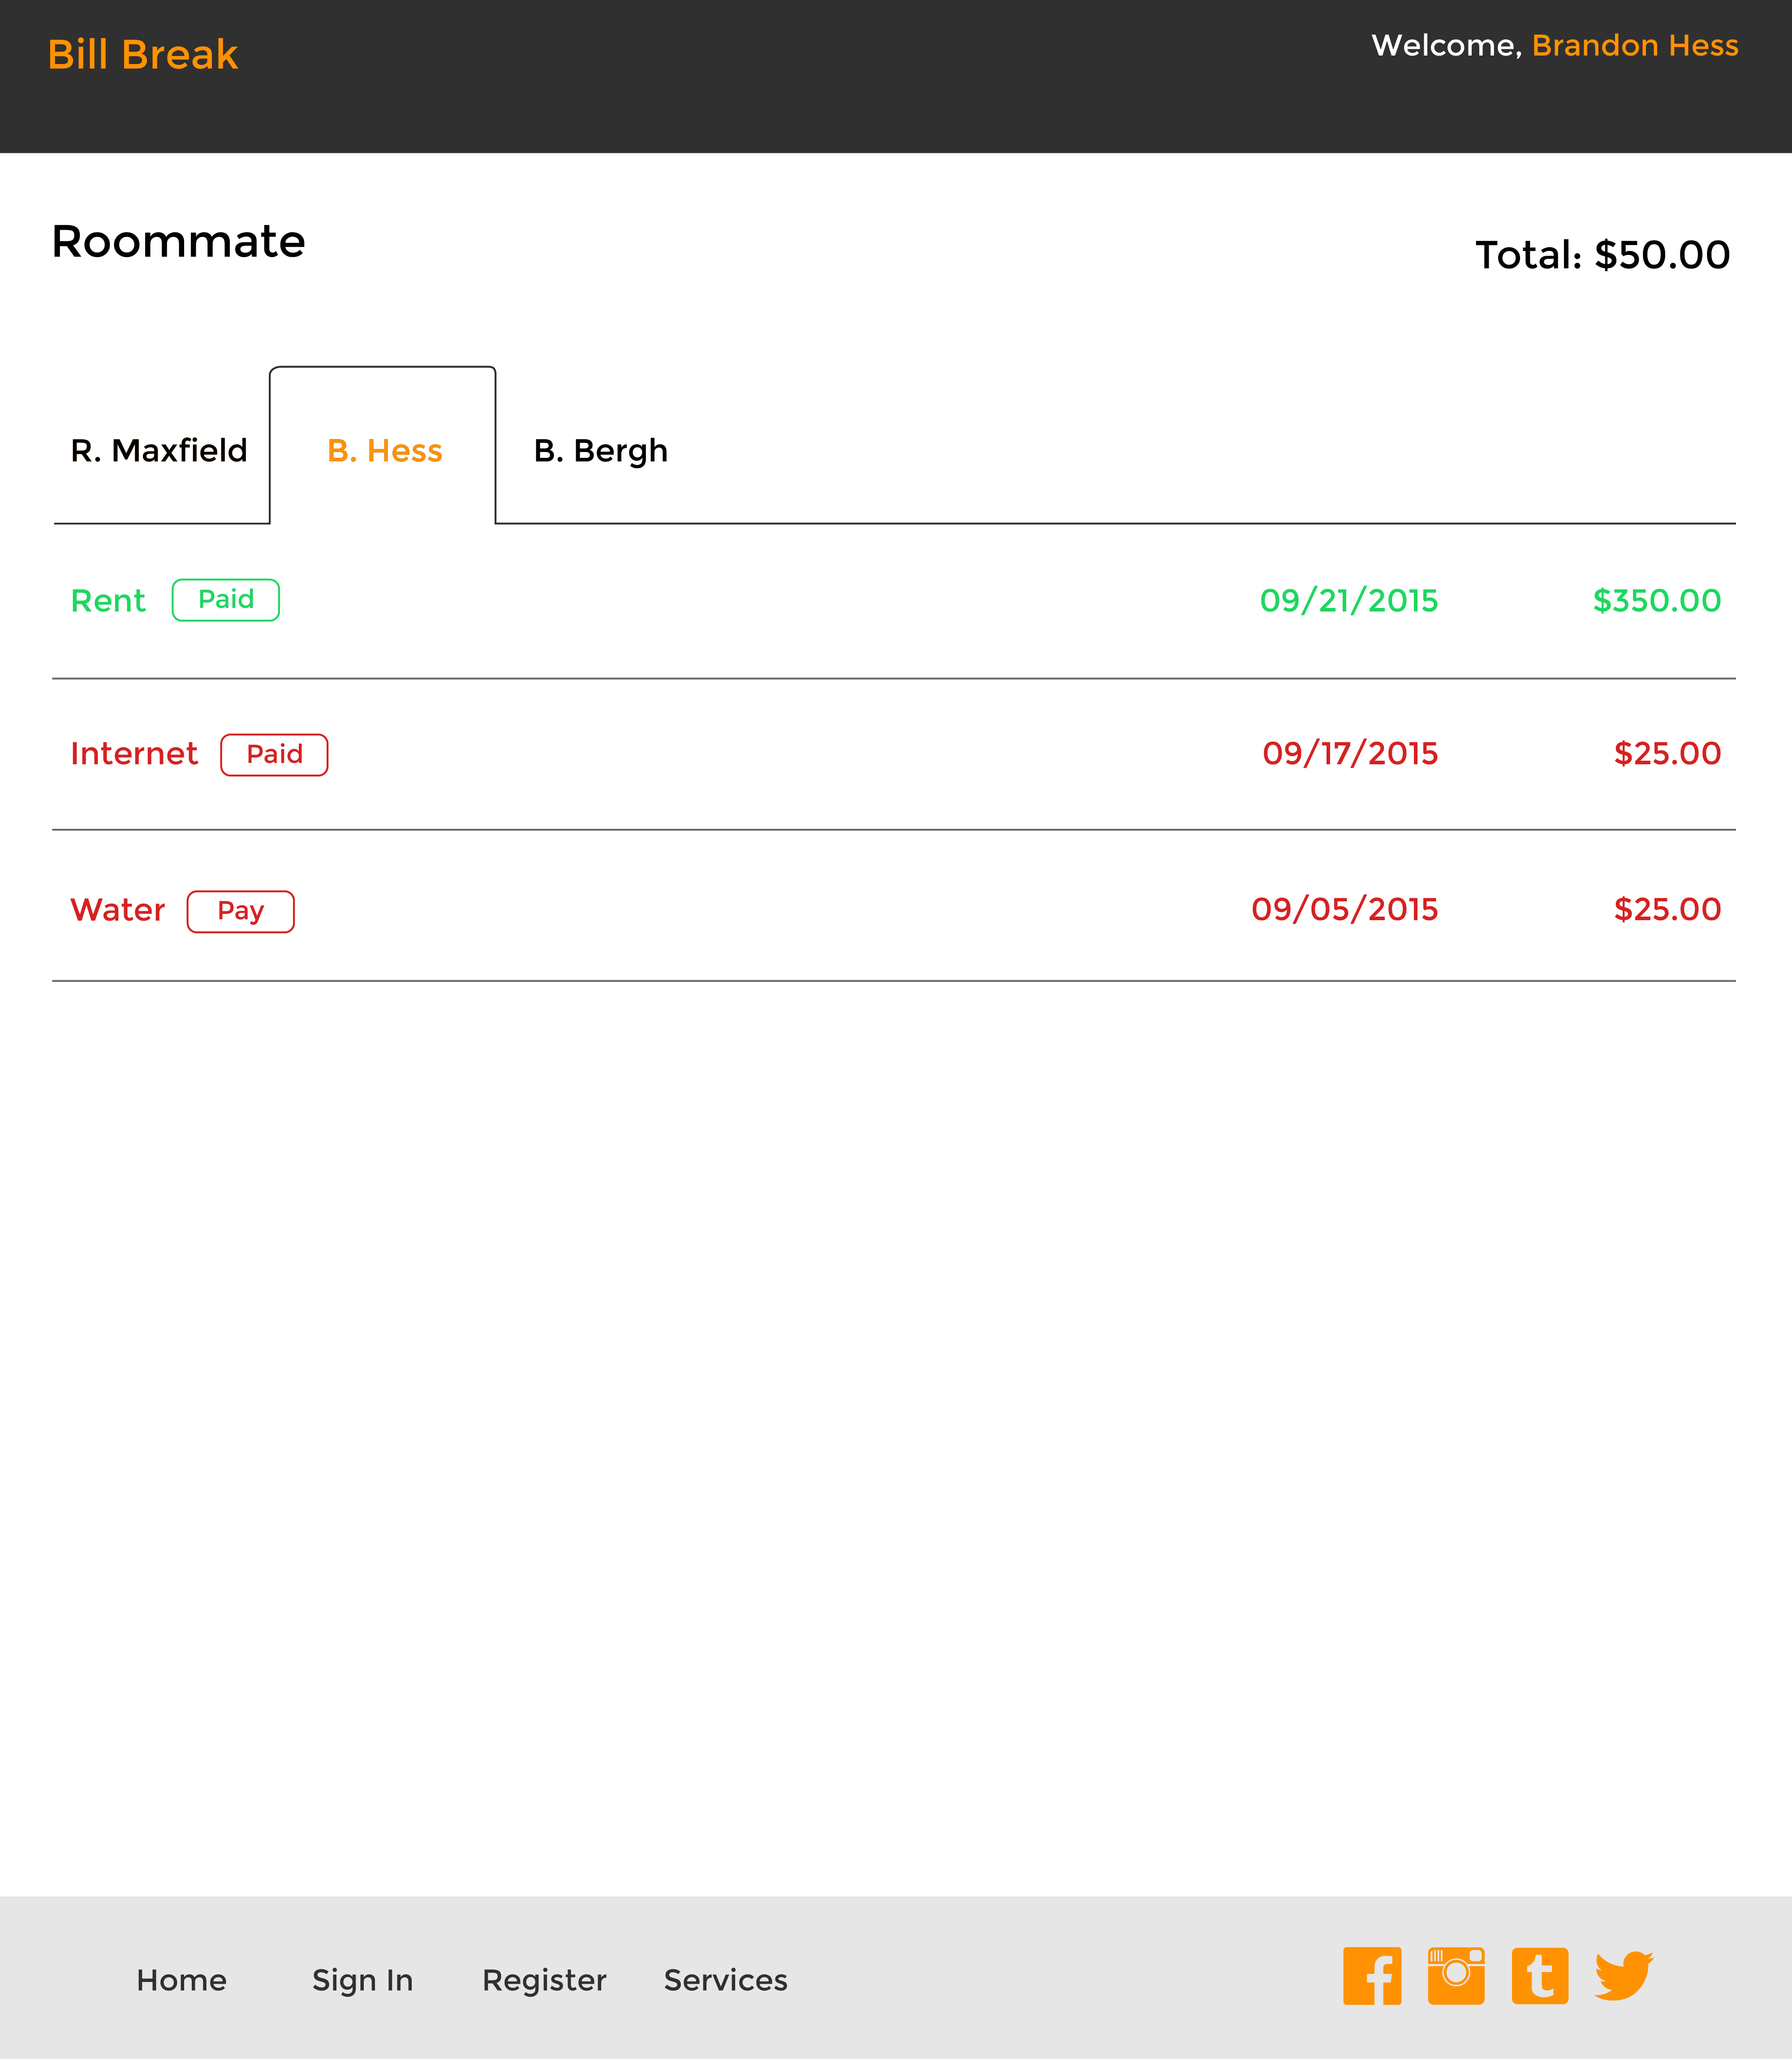 Bill Break
Welcome, Brandon Hess
Roommate
Total: $50.00
R. Maxfield B. Hess B. Bergh
Rent Paid 09/21/2015 $350.00
Internet Paid 09/17/2015 $25.00
Water Pay 09/05/2015 $25.00
Home Sign In Register Services